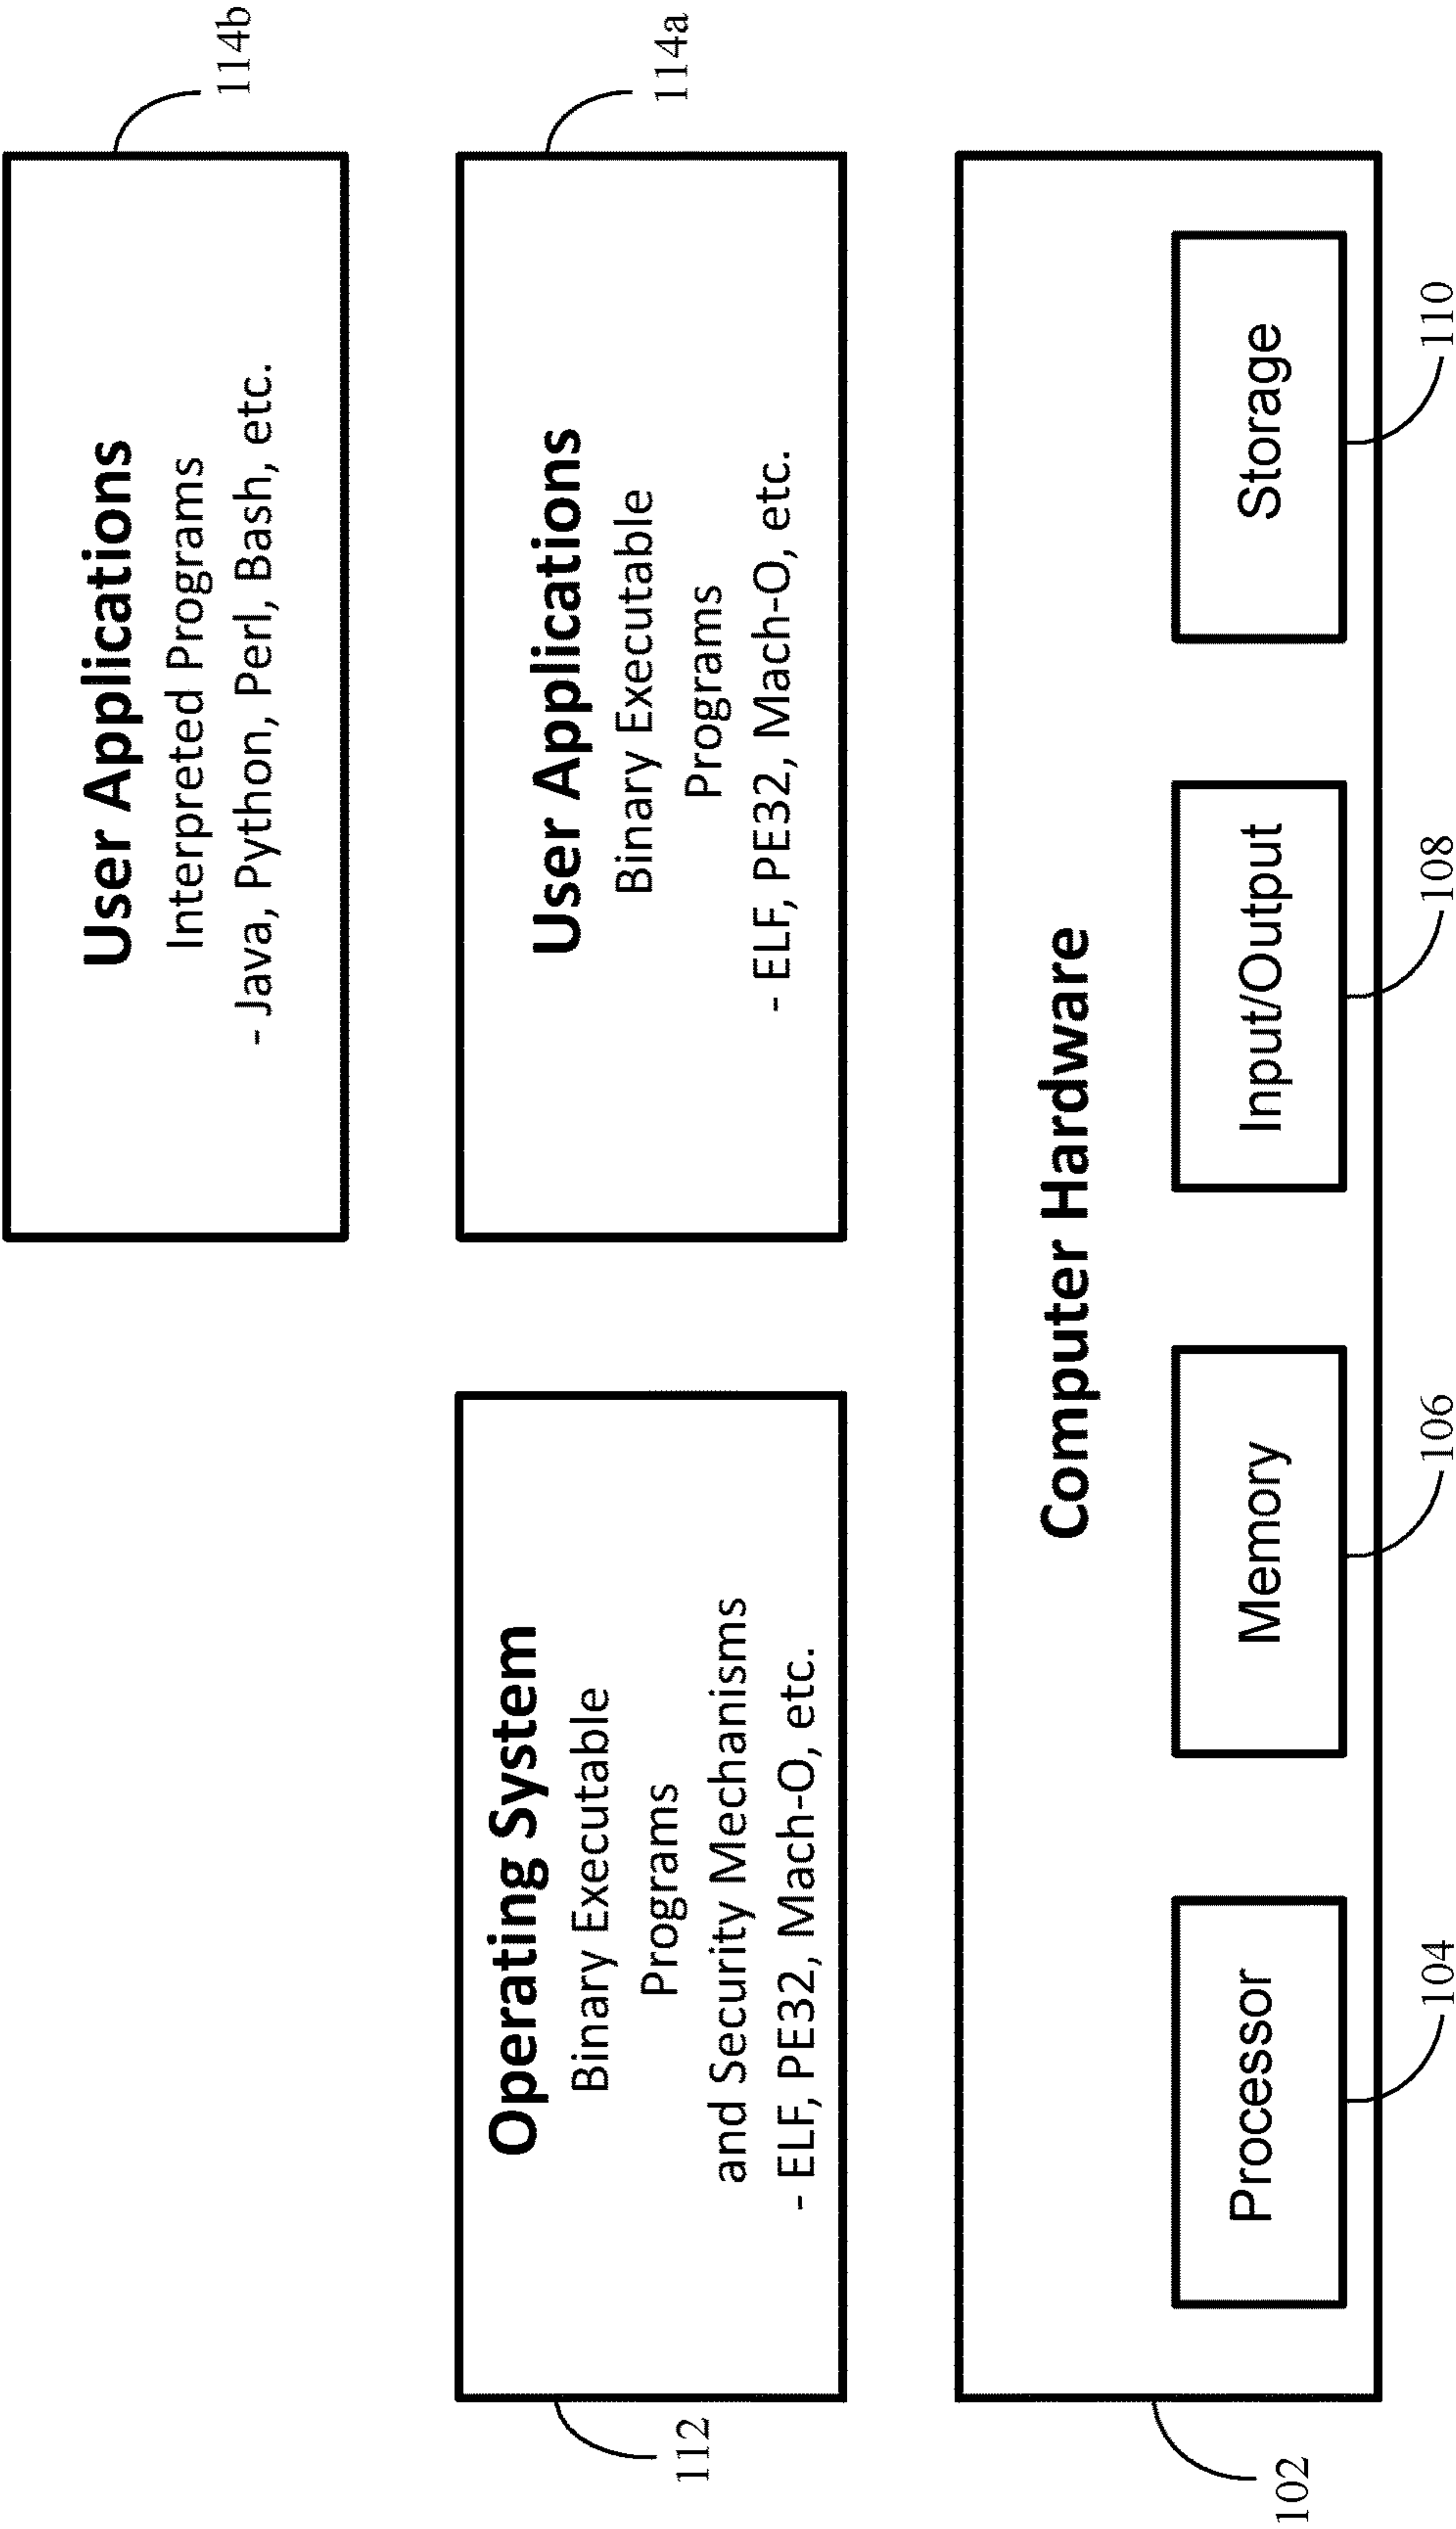 114b
User Applications
Interpreted Programs
- Java, Python, Perl, Bash, etc.
114a
User Applications
Binary Executable
Programs
- ELF, PE32, Mach-O, etc.
112
Operating System
Binary Executable
Programs
and Security Mechanisms
- ELF, PE32, Mach-O, etc.
102
Computer Hardware
Processor
104
Memory
106
Input/Output
108
Storage
110